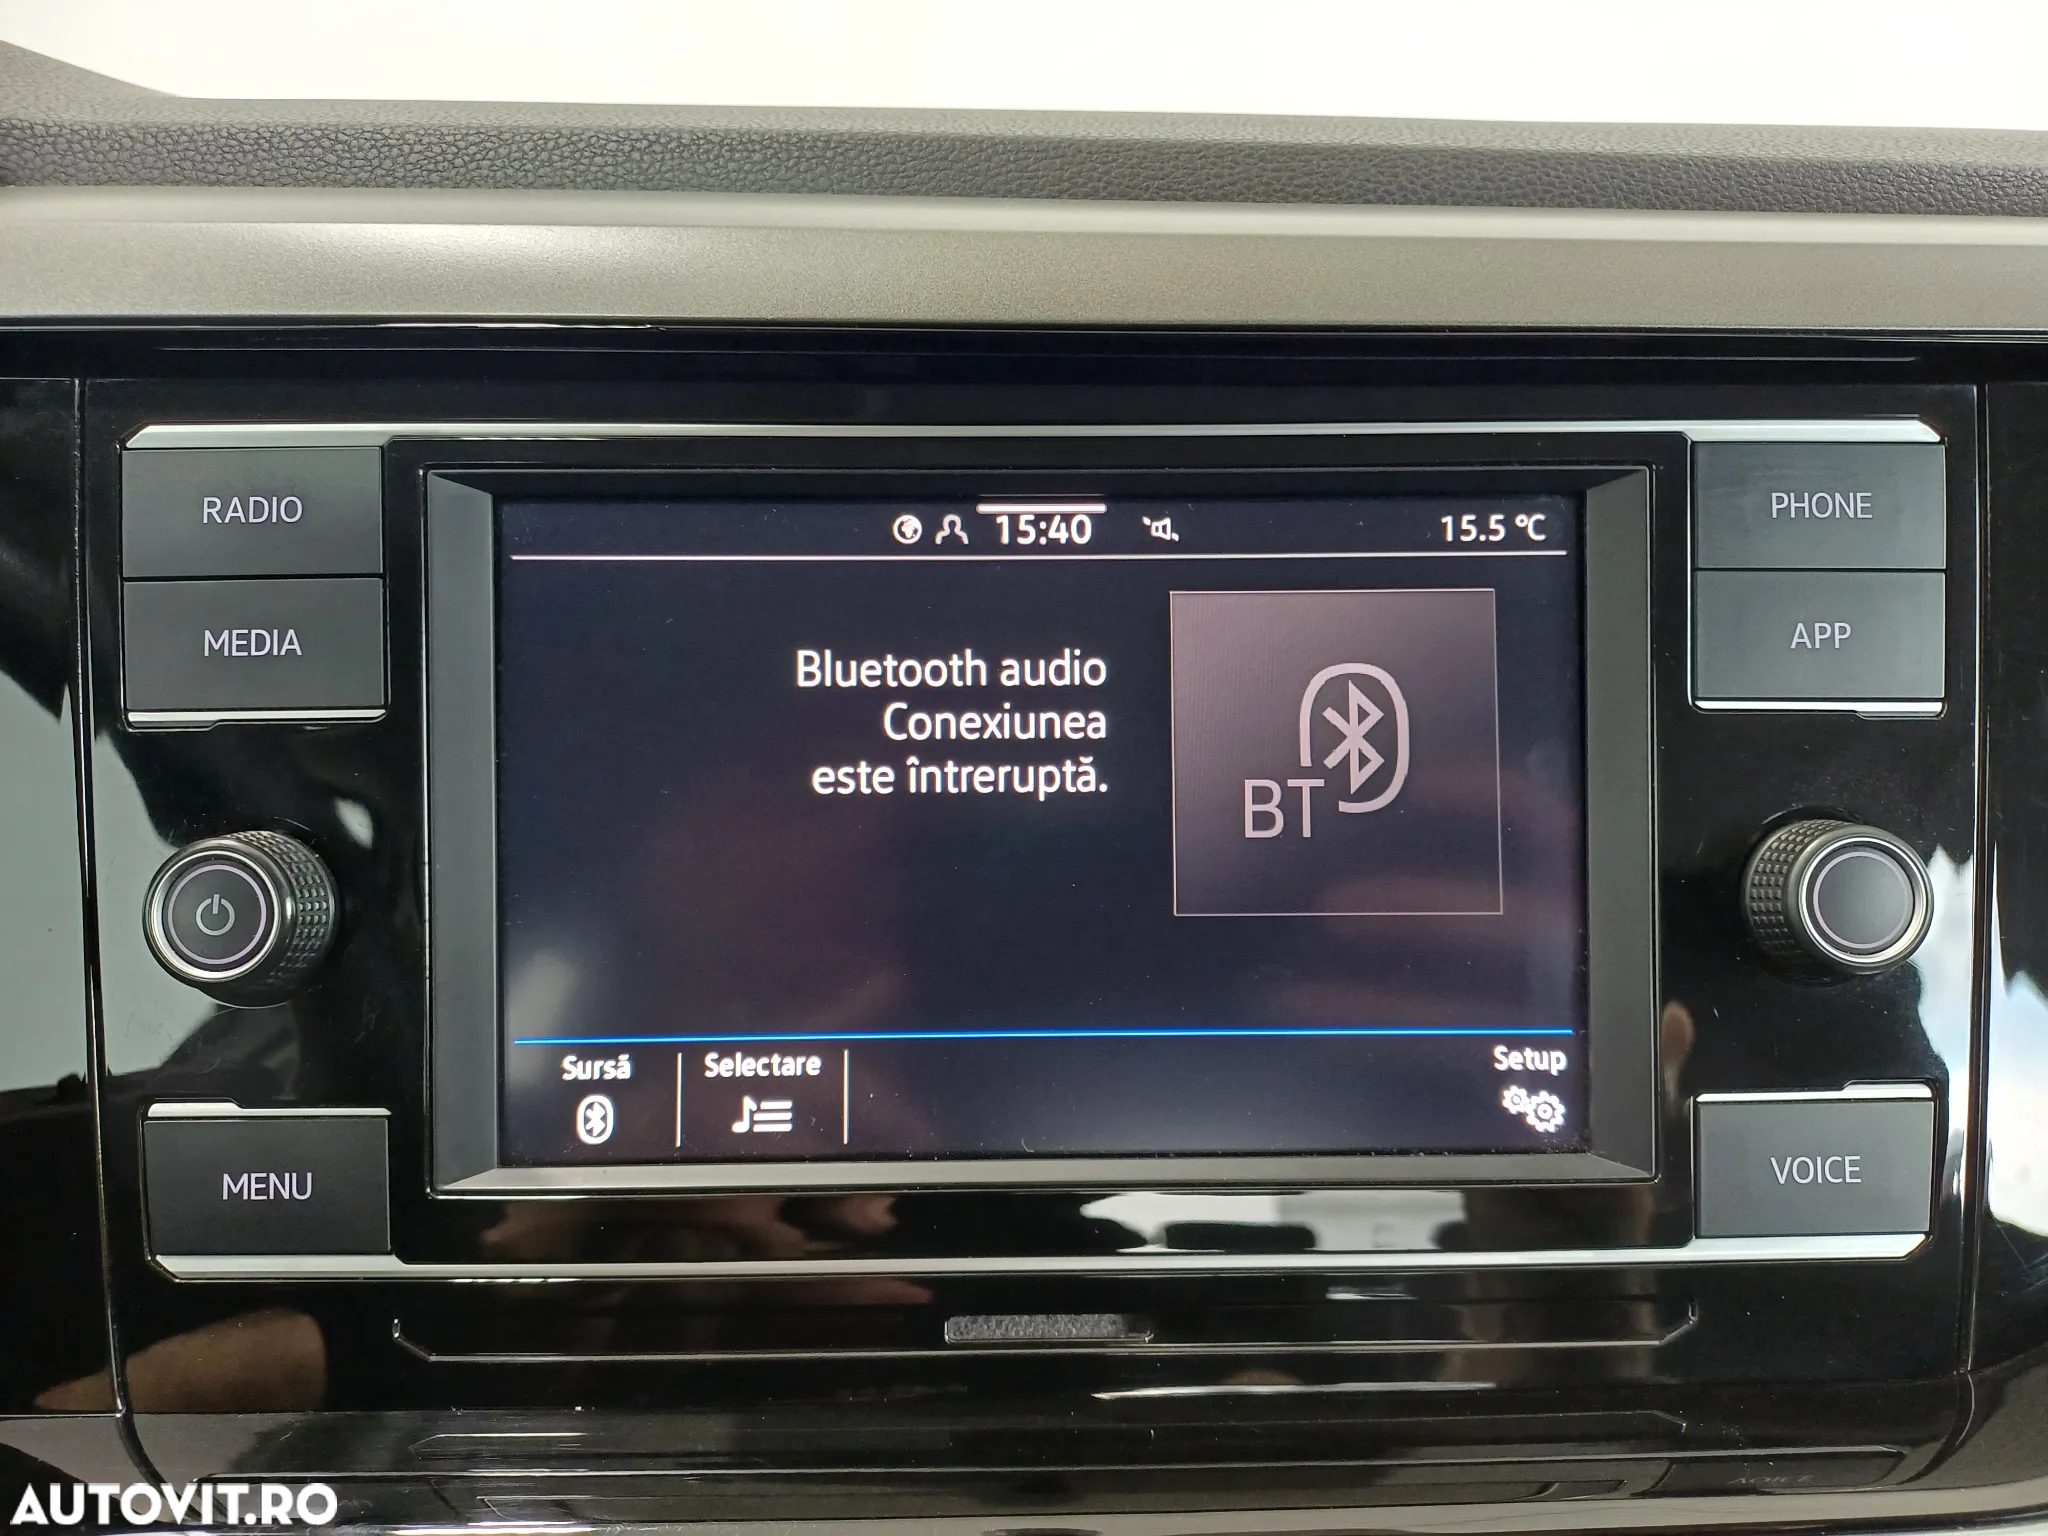 RADIO
MEDIA
MENU
15:40
15.5 °C
Bluetooth audio
Conexiunea
este întreruptă.
BT
Sursă
Selectare
Setup
PHONE
APP
VOICE
VOICE
AUTOVIT.RO